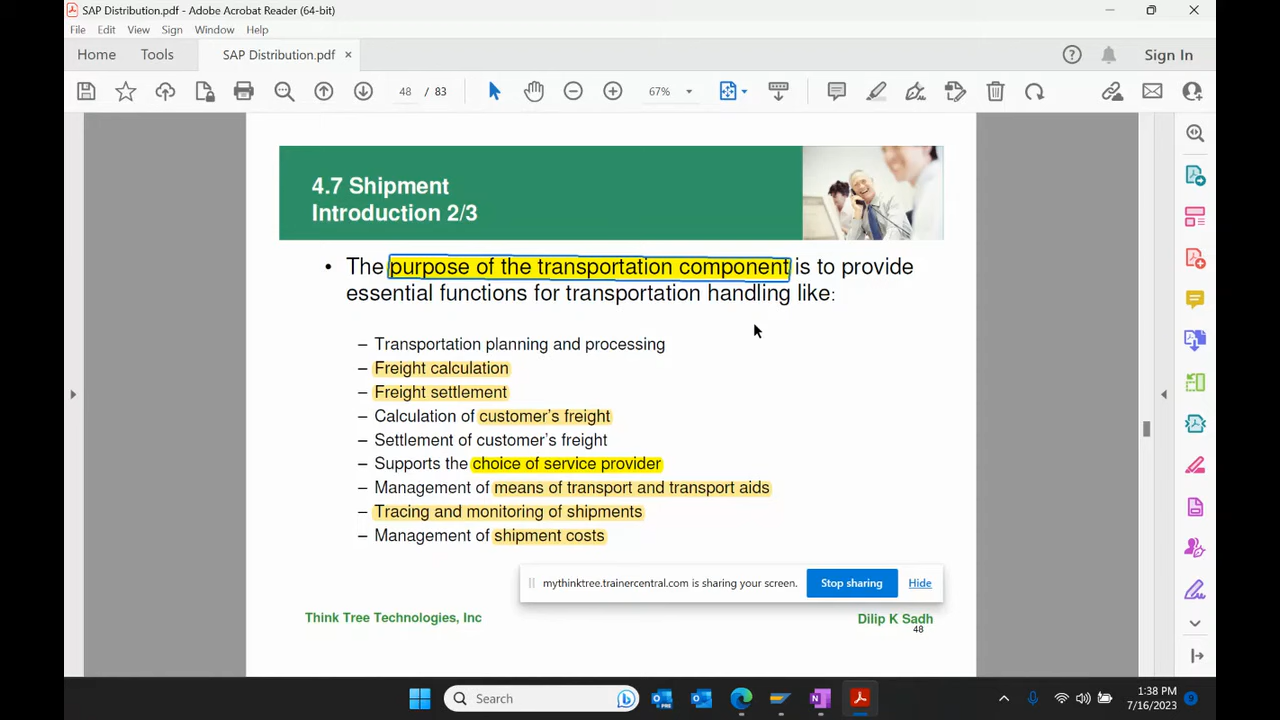 SAP Distribution.pdf - Adobe Acrobat Reader (64-bit)
File Edit View Sign Window Help
Home Tools SAP Distribution.pdf × Sign In
48 / 83 67%
4.7 Shipment
Introduction 2/3
• The purpose of the transportation component is to provide
essential functions for transportation handling like:
– Transportation planning and processing
– Freight calculation
– Freight settlement
– Calculation of customer's freight
– Settlement of customer's freight
– Supports the choice of service provider
– Management of means of transport and transport aids
– Tracing and monitoring of shipments
– Management of shipment costs
mythinktree.trainercentral.com is sharing your screen. Stop sharing Hide
Think Tree Technologies, Inc Dilip K Sadh
48
Search
1:38 PM
7/16/2023